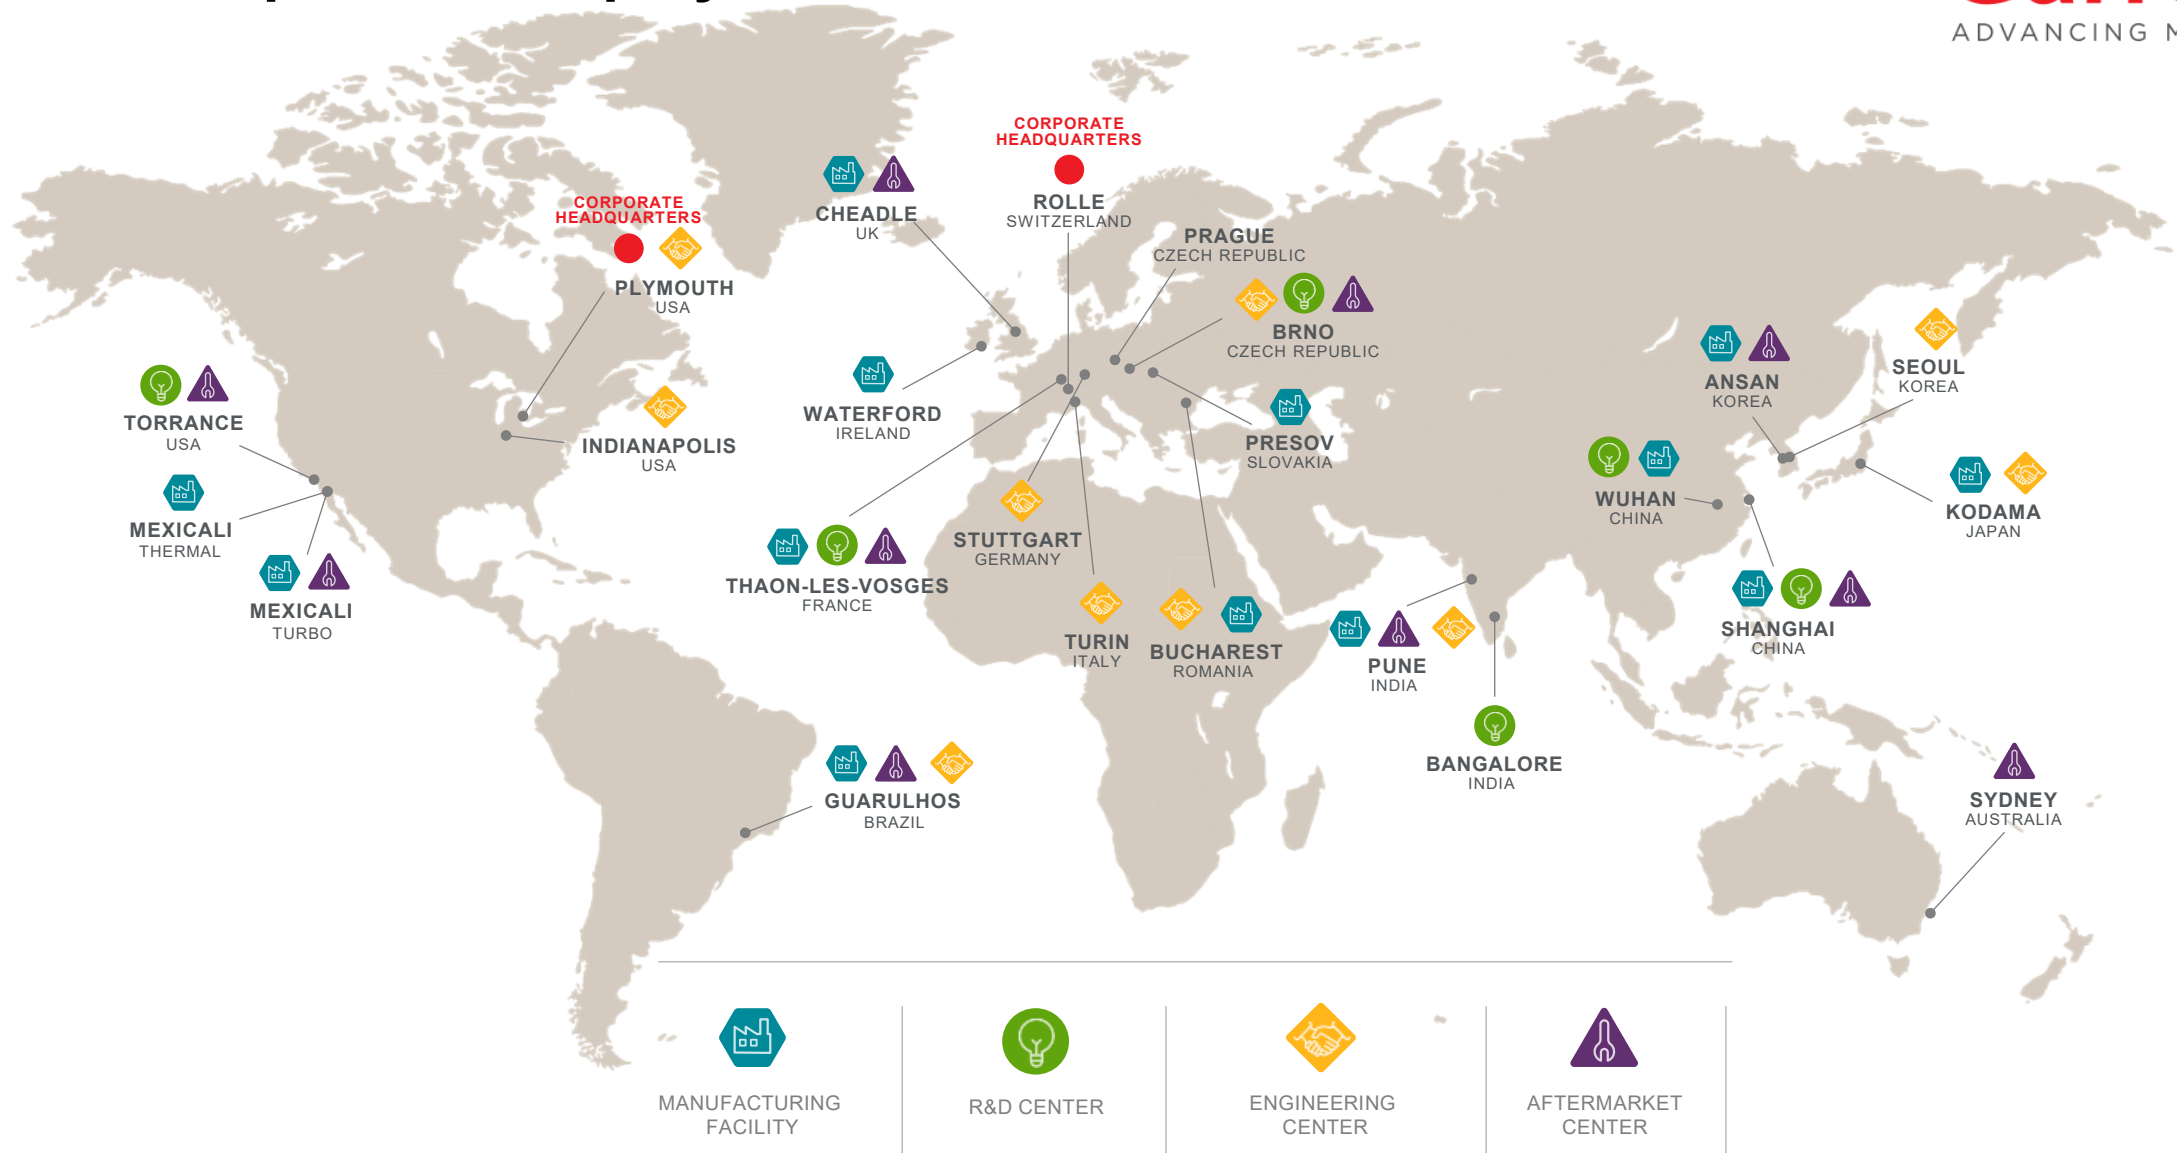 ADVANCING
CORPORATE
HEADQUARTERS
ROLLE
SWITZERLAND
CHEADLE
UK
CORPORATE
HEADQUARTERS
PLYMOUTH
USA
PRAGUE
CZECH REPUBLIC
BRNO
CZECH REPUBLIC
TORRANCE
USA
INDIANAPOLIS
USA
WATERFORD
IRELAND
PRESOV
SLOVAKIA
ANSAN
KOREA
SEOUL
KOREA
MEXICALI
THERMAL
MEXICALI
TURBO
THAON-LES-VOSGES
FRANCE
STUTTGART
GERMANY
TURIN
ITALY
BUCHAREST
ROMANIA
WUHAN
CHINA
KODAMA
JAPAN
SHANGHAI
CHINA
PUNE
INDIA
BANGALORE
INDIA
GUARULHOS
BRAZIL
SYDNEY
AUSTRALIA
MANUFACTURING
FACILITY
R&D CENTER
ENGINEERING
CENTER
AFTERMARKET
CENTER